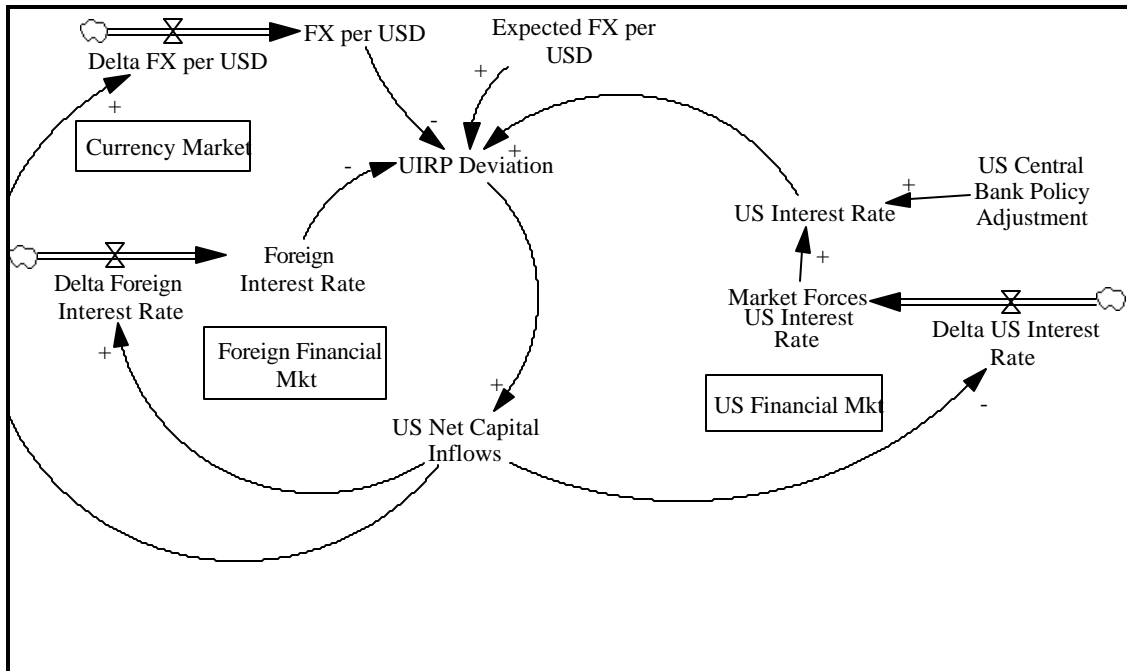 FX per USD
Expected FX per
USD
Delta FX per USD
+
+
-
+
Currency Market
-
UIRP Deviation
US Central
Bank Policy
Adjustment
+
US Interest Rate
Foreign
Interest Rate
+
Delta Foreign
Interest Rate
Market Forces
US Interest
Rate
Delta US Interest
Rate
+
Foreign Financial
Mkt
+
US Financial Mkt
-
US Net Capital
Inflows